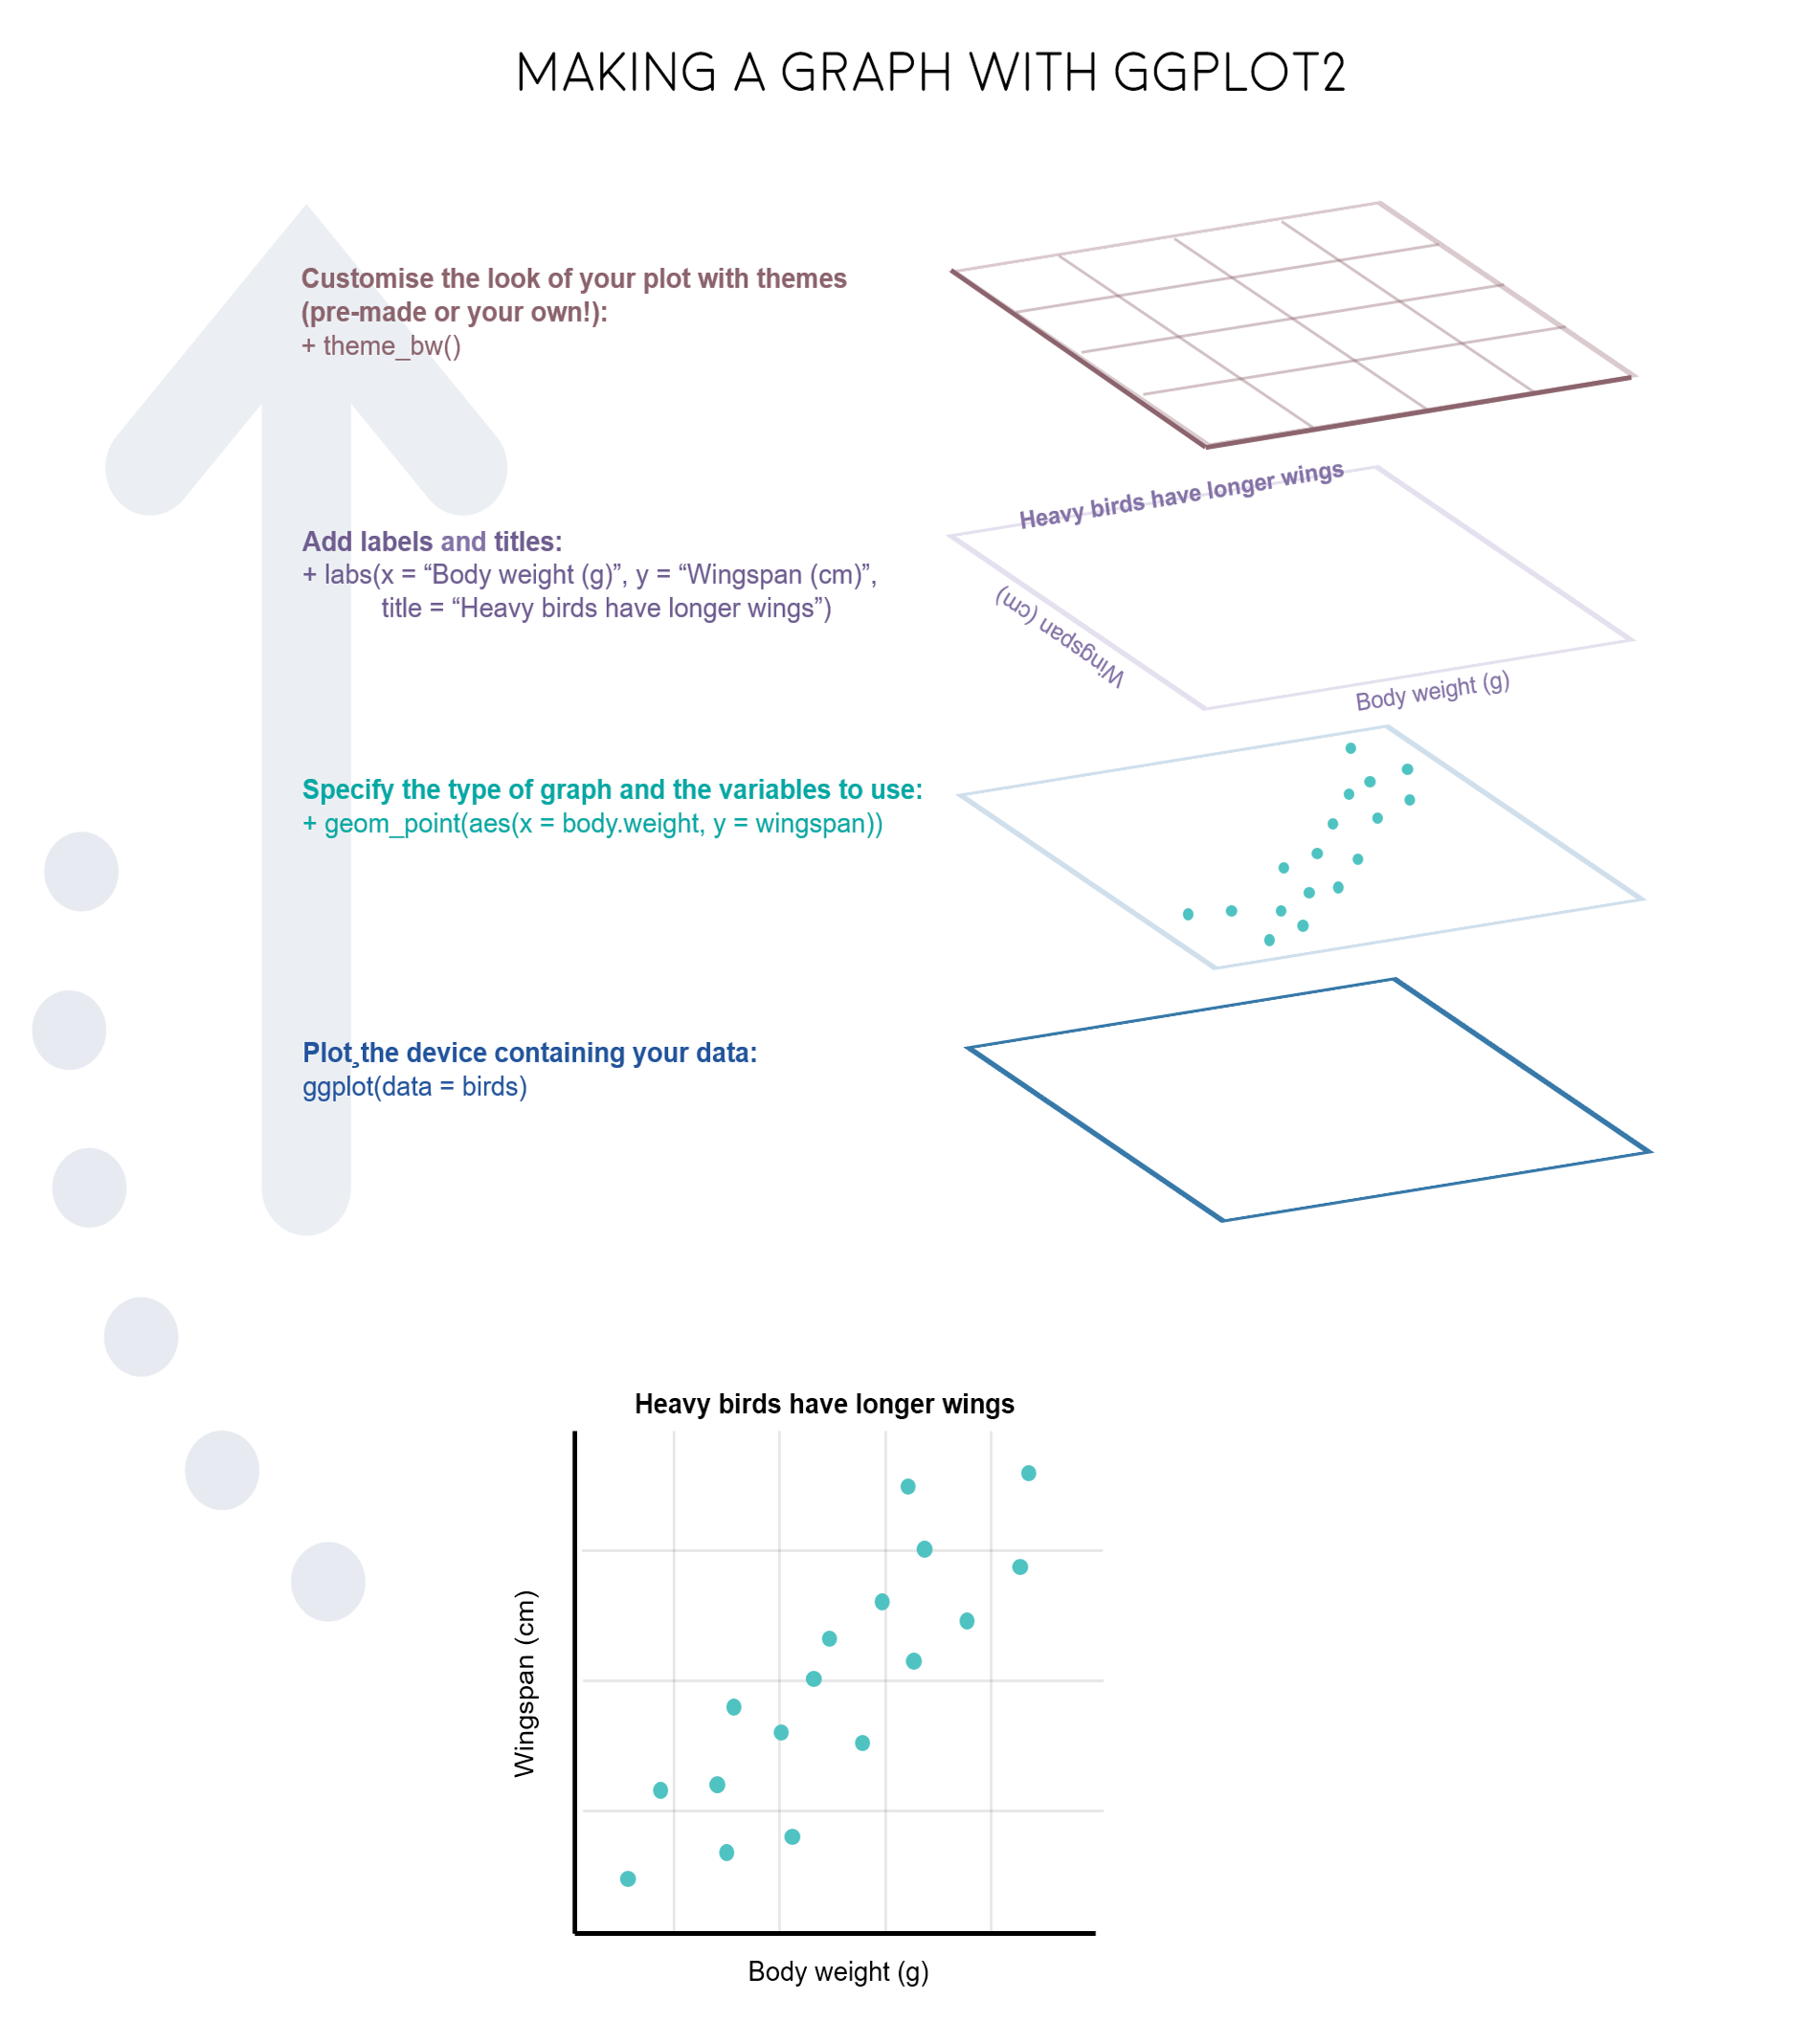 MAKING A GRAPH WITH GGPLOT2
Customise the look of your plot with themes
(pre-made or your own!):
+ theme_bw()
Heavy birds have longer wings
Add labels and titles:
+ labs(x = “Body weight (g)”, y = “Wingspan (cm)”,
title = “Heavy birds have longer wings”)
Wingspan (cm)
Body weight (g)
Specify the type of graph and the variables to use:
+ geom_point(aes(x = body.weight, y = wingspan))
Plot¸the device containing your data:
ggplot(data = birds)
Heavy birds have longer wings
Wingspan (cm)
Body weight (g)